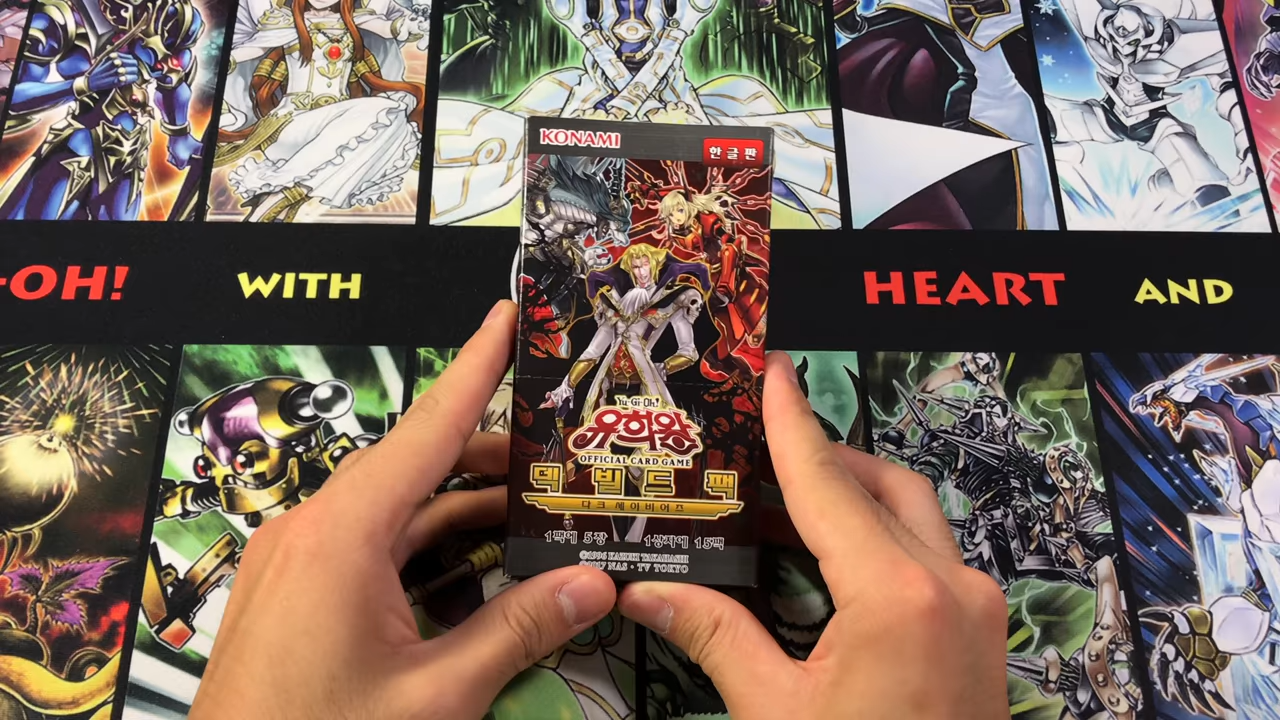 KONAMI
한글판
-OH! WITH HEART AND
Yu-Gi-Oh!
유희왕
OFFICIAL CARD GAME
덱 빌드 팩
다크 세이비어즈
1팩에 5장 1상자에 15팩
©1996 KAZUKI TAKAHASHI
©2017 NAS・TV TOKYO